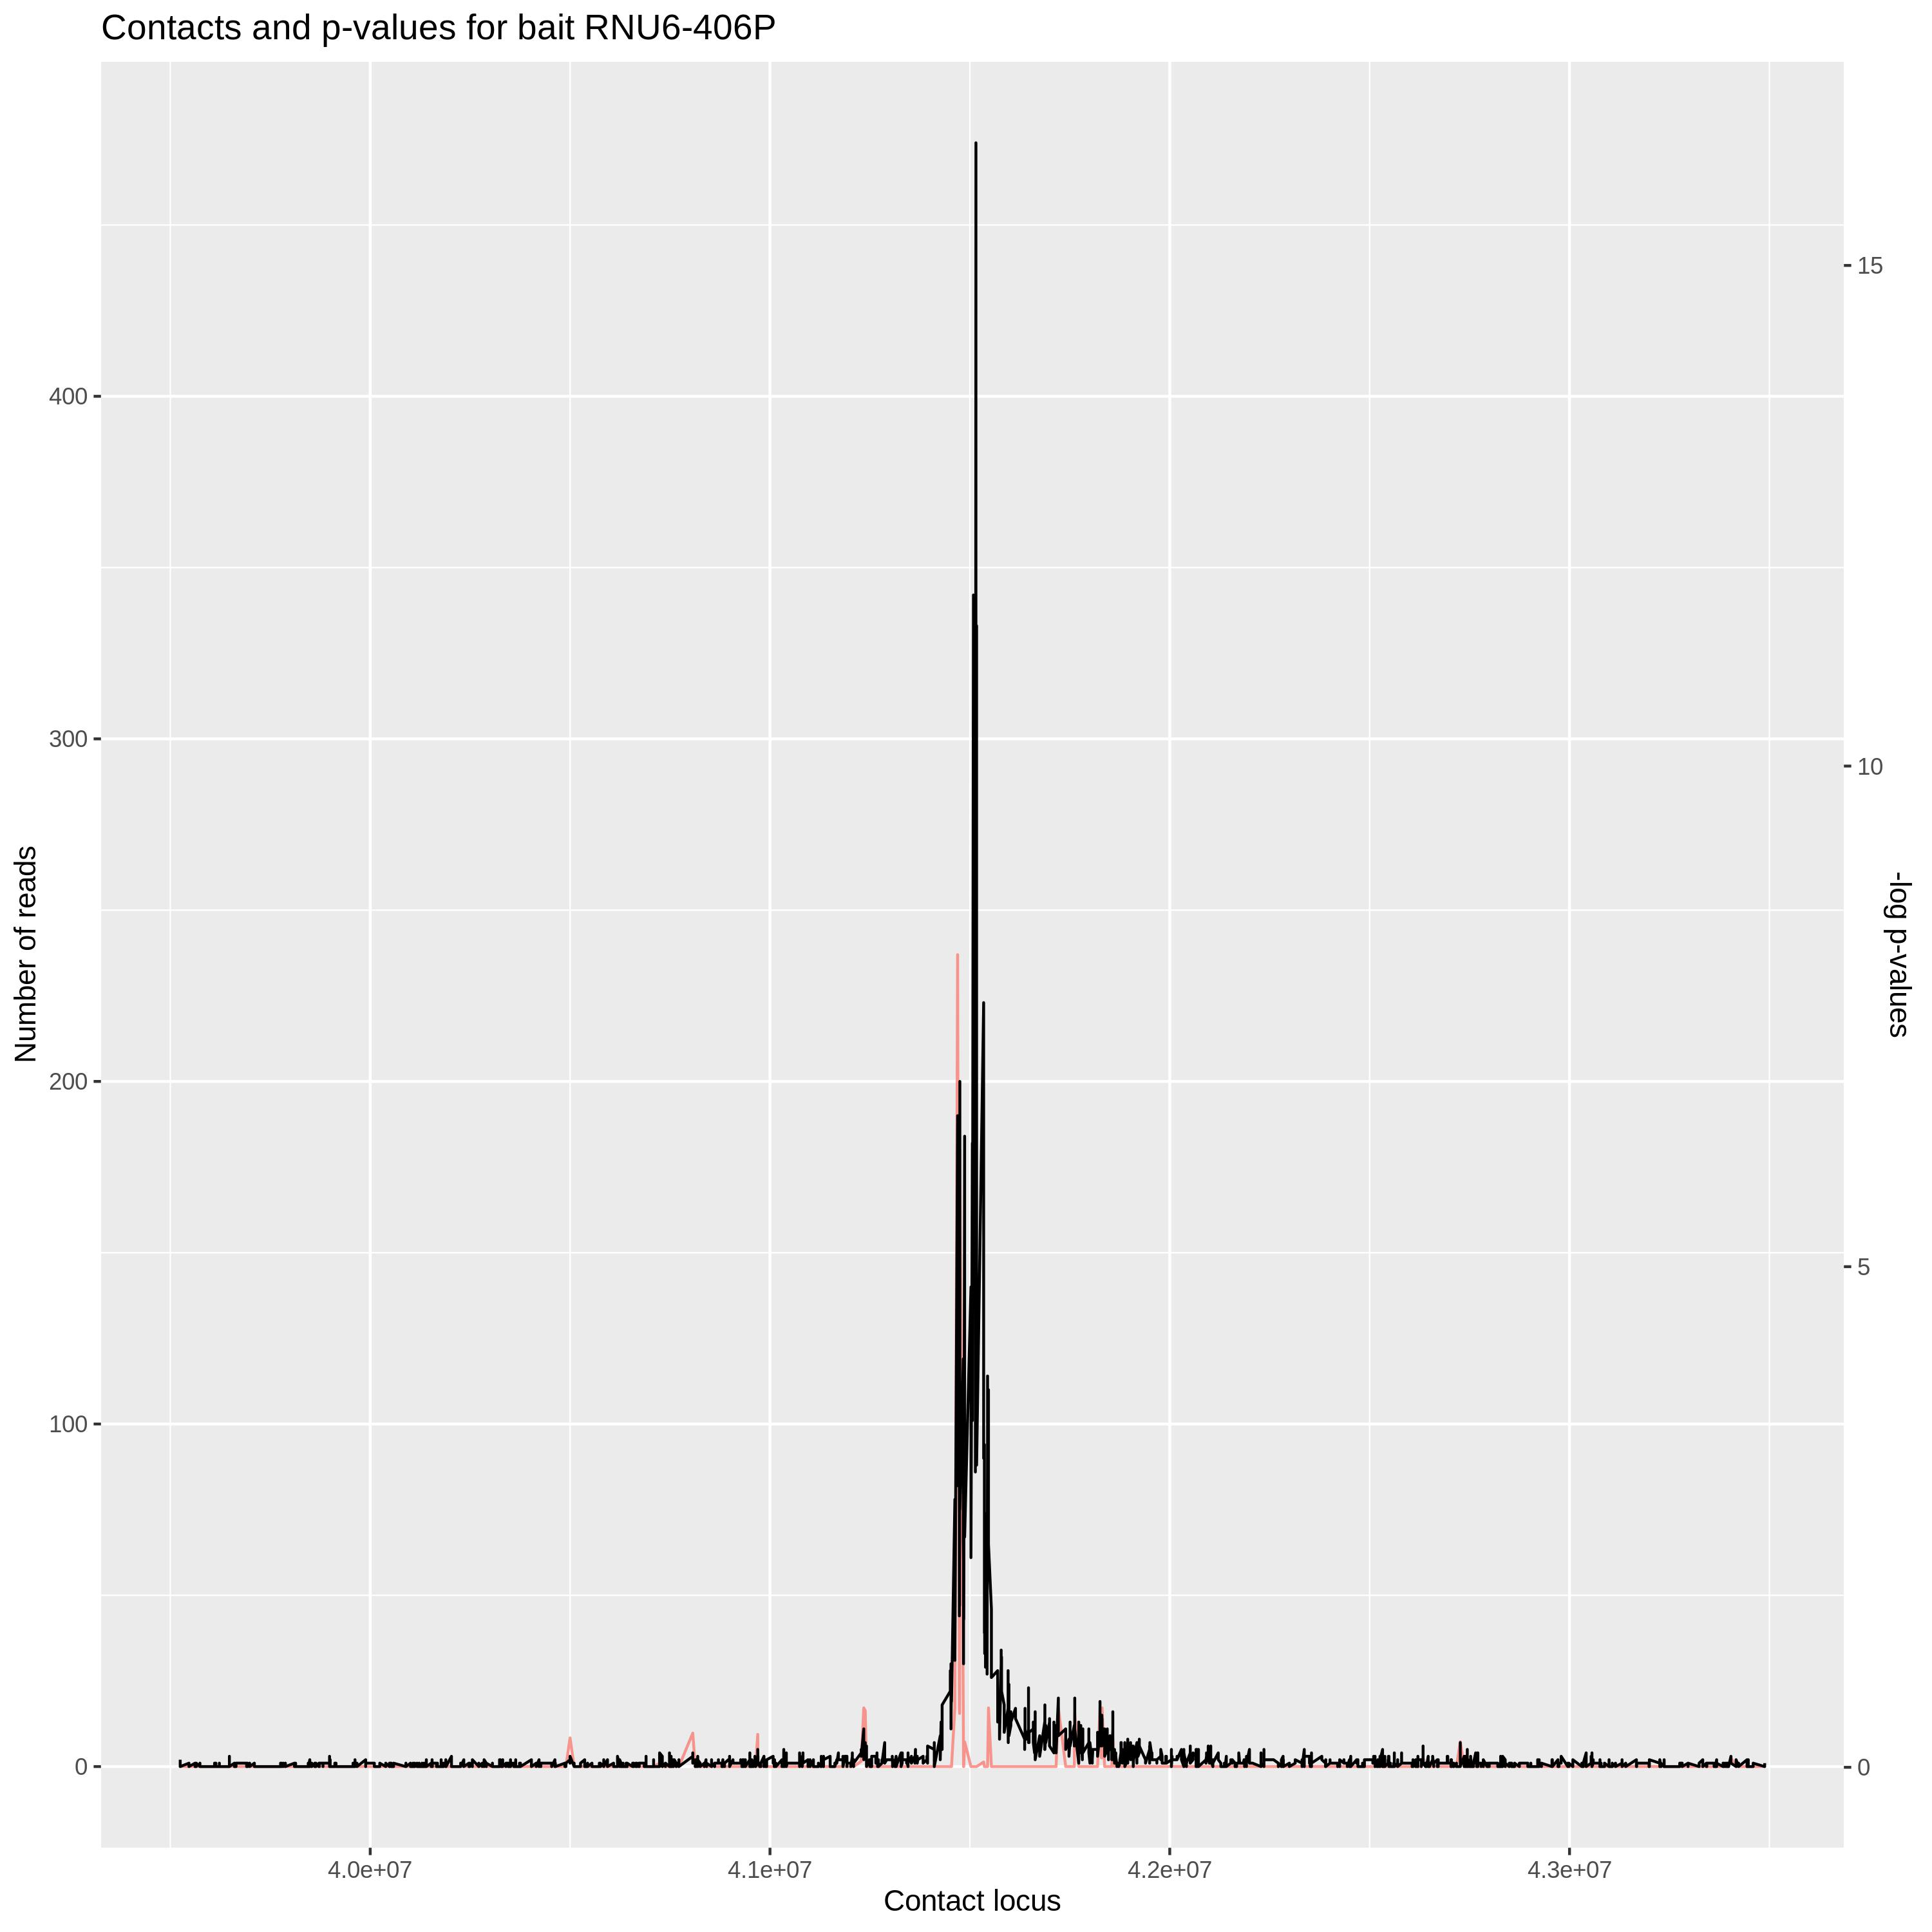 Contacts and p-values for bait RNU6-406P
Number of reads
400
300
200
100
0
15
10
5
0
-log p-values
4.0e+07
4.1e+07
4.2e+07
4.3e+07
Contact locus